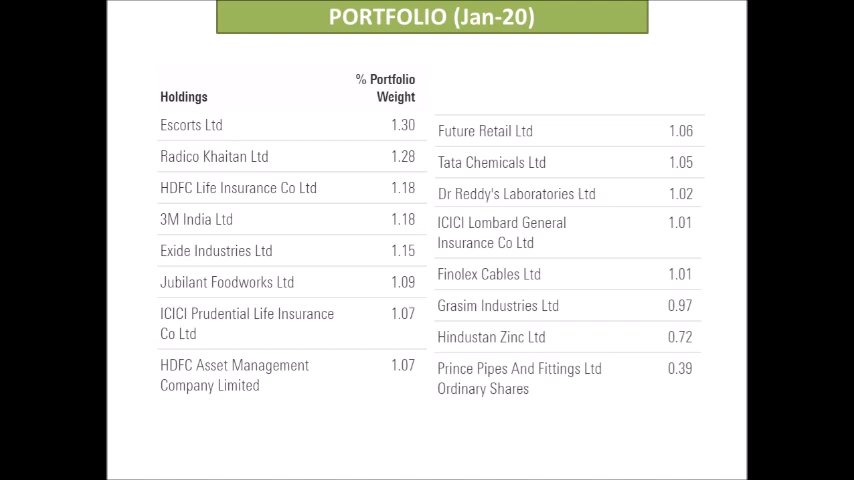 PORTFOLIO (Jan-20)
% Portfolio
Holdings Weight
Escorts Ltd 1.30
Radico Khaitan Ltd 1.28
HDFC Life Insurance Co Ltd 1.18
3M India Ltd 1.18
Exide Industries Ltd 1.15
Jubilant Foodworks Ltd 1.09
ICICI Prudential Life Insurance 1.07
Co Ltd
HDFC Asset Management 1.07
Company Limited
Future Retail Ltd 1.06
Tata Chemicals Ltd 1.05
Dr Reddy's Laboratories Ltd 1.02
ICICI Lombard General 1.01
Insurance Co Ltd
Finolex Cables Ltd 1.01
Grasim Industries Ltd 0.97
Hindustan Zinc Ltd 0.72
Prince Pipes And Fittings Ltd 0.39
Ordinary Shares